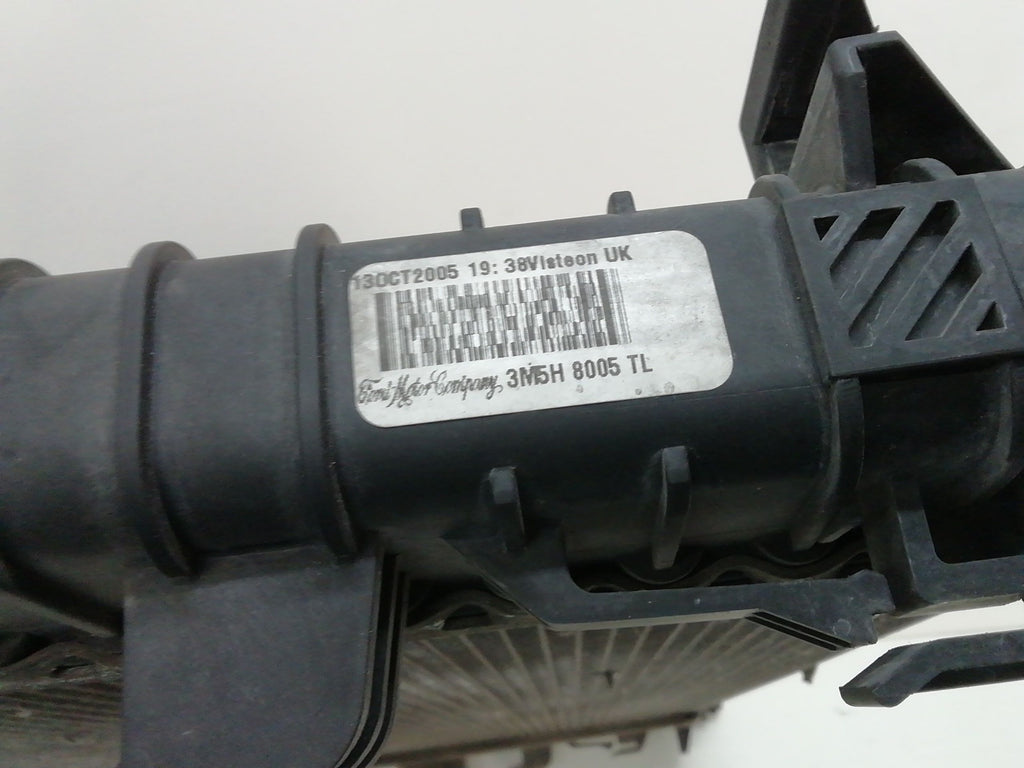 13OCT2005 19: 38Visteon UK
Ford Motor Company 3M5H 8005 TL